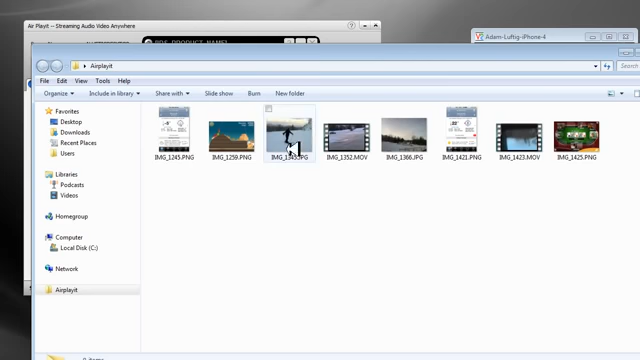 Air Playit -- Streaming Audio Video Anywhere
Adam-Luftig-iPhone-4
Airplayit
Search
File Edit View Tools Help
Organize Include in library Share with Slide show Burn New folder
Favorites
Desktop
Downloads
Recent Places
Users
Libraries
Podcasts
Videos
Homegroup
Computer
Local Disk (C:)
Network
Airplayit
IMG_1245.PNG
IMG_1259.PNG
IMG_1352.MOV
IMG_1366.JPG
IMG_1421.PNG
IMG_1423.MOV
IMG_1425.PNG